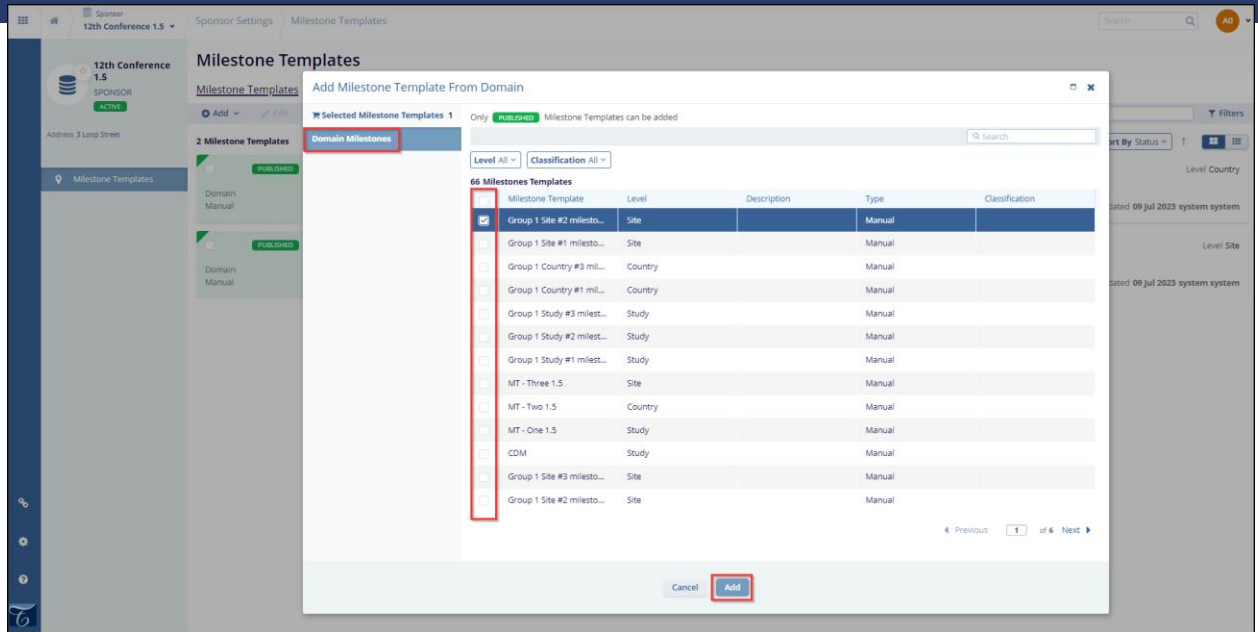 Sponsor
12th Conference 1.5
Sponsor Settings
Milestone Templates
Search
AD
12th Conference 1.5
SPONSOR
ACTIVE
Address 3 Loop Street
Milestone Templates
Milestone Templates
Milestone Templates
Add
Edit
Filters
2 Milestone Templates
ort By Status
PUBLISHED
Domain
Manual
Level Country
dated 09 Jul 2023 system system
PUBLISHED
Domain
Manual
Level Site
dated 09 Jul 2023 system system
Add Milestone Template From Domain
Selected Milestone Templates 1
Domain Milestones
Only PUBLISHED Milestone Templates can be added
Search
Level All
Classification All
66 Milestones Templates
Milestone Template Level Description Type Classification
Group 1 Site #2 milesto... Site Manual
Group 1 Site #1 milesto... Site Manual
Group 1 Country #3 mil... Country Manual
Group 1 Country #1 mil... Country Manual
Group 1 Study #3 milest... Study Manual
Group 1 Study #2 milest... Study Manual
Group 1 Study #1 milest... Study Manual
MT - Three 1.5 Site Manual
MT - Two 1.5 Country Manual
MT - One 1.5 Study Manual
CDM Study Manual
Group 1 Site #3 milesto... Site Manual
Group 1 Site #2 milesto... Site Manual
Previous 1 of 6 Next
Cancel
Add